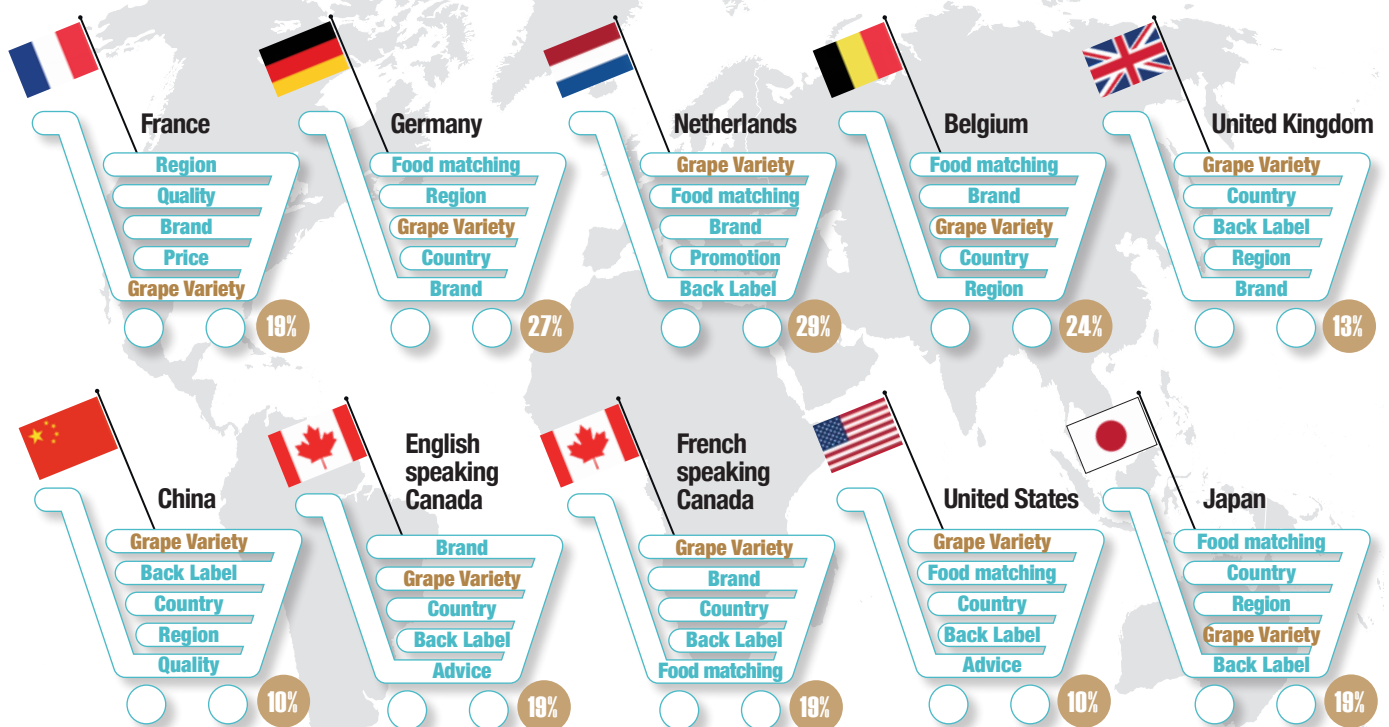 France
Region
Quality
Brand
Price
Grape Variety
19%
Germany
Food matching
Region
Grape Variety
Country
Brand
27%
Netherlands
Grape Variety
Food matching
Brand
Promotion
Back Label
29%
Belgium
Food matching
Brand
Grape Variety
Country
Region
24%
United Kingdom
Grape Variety
Country
Back Label
Region
Brand
13%
China
Grape Variety
Back Label
Country
Region
Quality
10%
English
speaking
Canada
Brand
Grape Variety
Country
Back Label
Advice
19%
French
speaking
Canada
Grape Variety
Brand
Country
Back Label
Food matching
19%
United States
Grape Variety
Food matching
Country
Back Label
Advice
10%
Japan
Food matching
Country
Region
Grape Variety
Back Label
19%